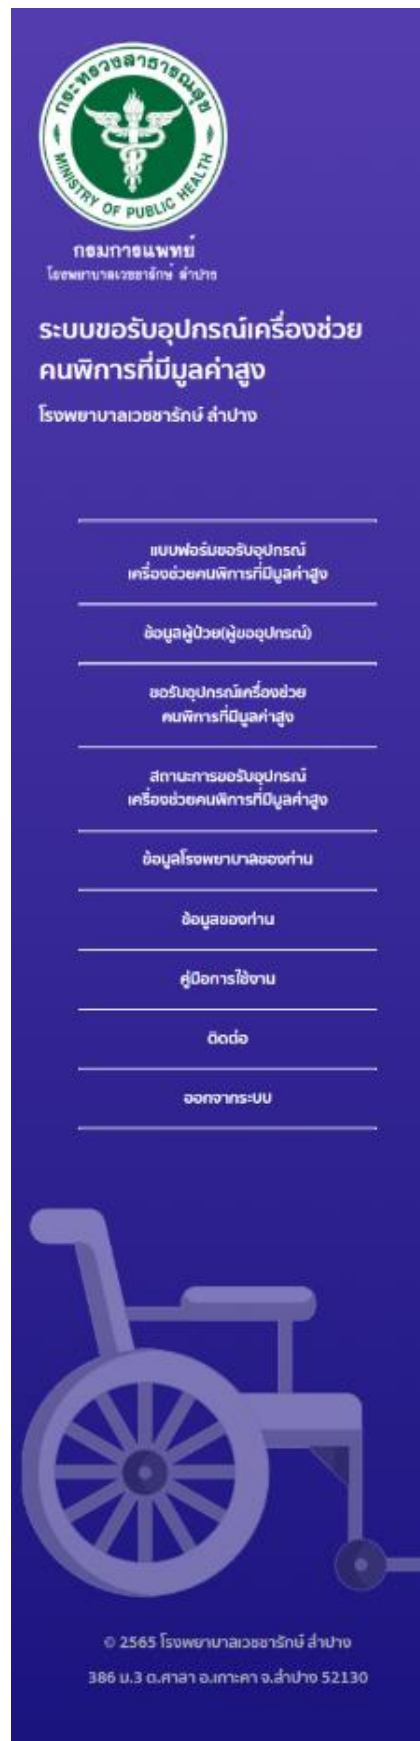 กระทรวงสาธารณสุข
MINISTRY OF PUBLIC HEALTH
กรมการแพทย์
โรงพยาบาลเวชชารักษ์ ลำปาง
ระบบขอรับอุปกรณ์เครื่องช่วย
คนพิการที่มีมูลค่าสูง
โรงพยาบาลเวชชารักษ์ ลำปาง
แบบฟอร์มขอรับอุปกรณ์
เครื่องช่วยคนพิการที่มีมูลค่าสูง
ข้อมูลผู้ป่วย(ผู้ขออุปกรณ์)
ขอรับอุปกรณ์เครื่องช่วย
คนพิการที่มีมูลค่าสูง
สถานะการขอรับอุปกรณ์
เครื่องช่วยคนพิการที่มีมูลค่าสูง
ข้อมูลโรงพยาบาลของท่าน
ข้อมูลของท่าน
คู่มือการใช้งาน
ติดต่อ
ออกจากระบบ
© 2565 โรงพยาบาลเวชชารักษ์ ลำปาง
386 ม.3 ต.ศาลา อ.เกาะคา จ.ลำปาง 52130